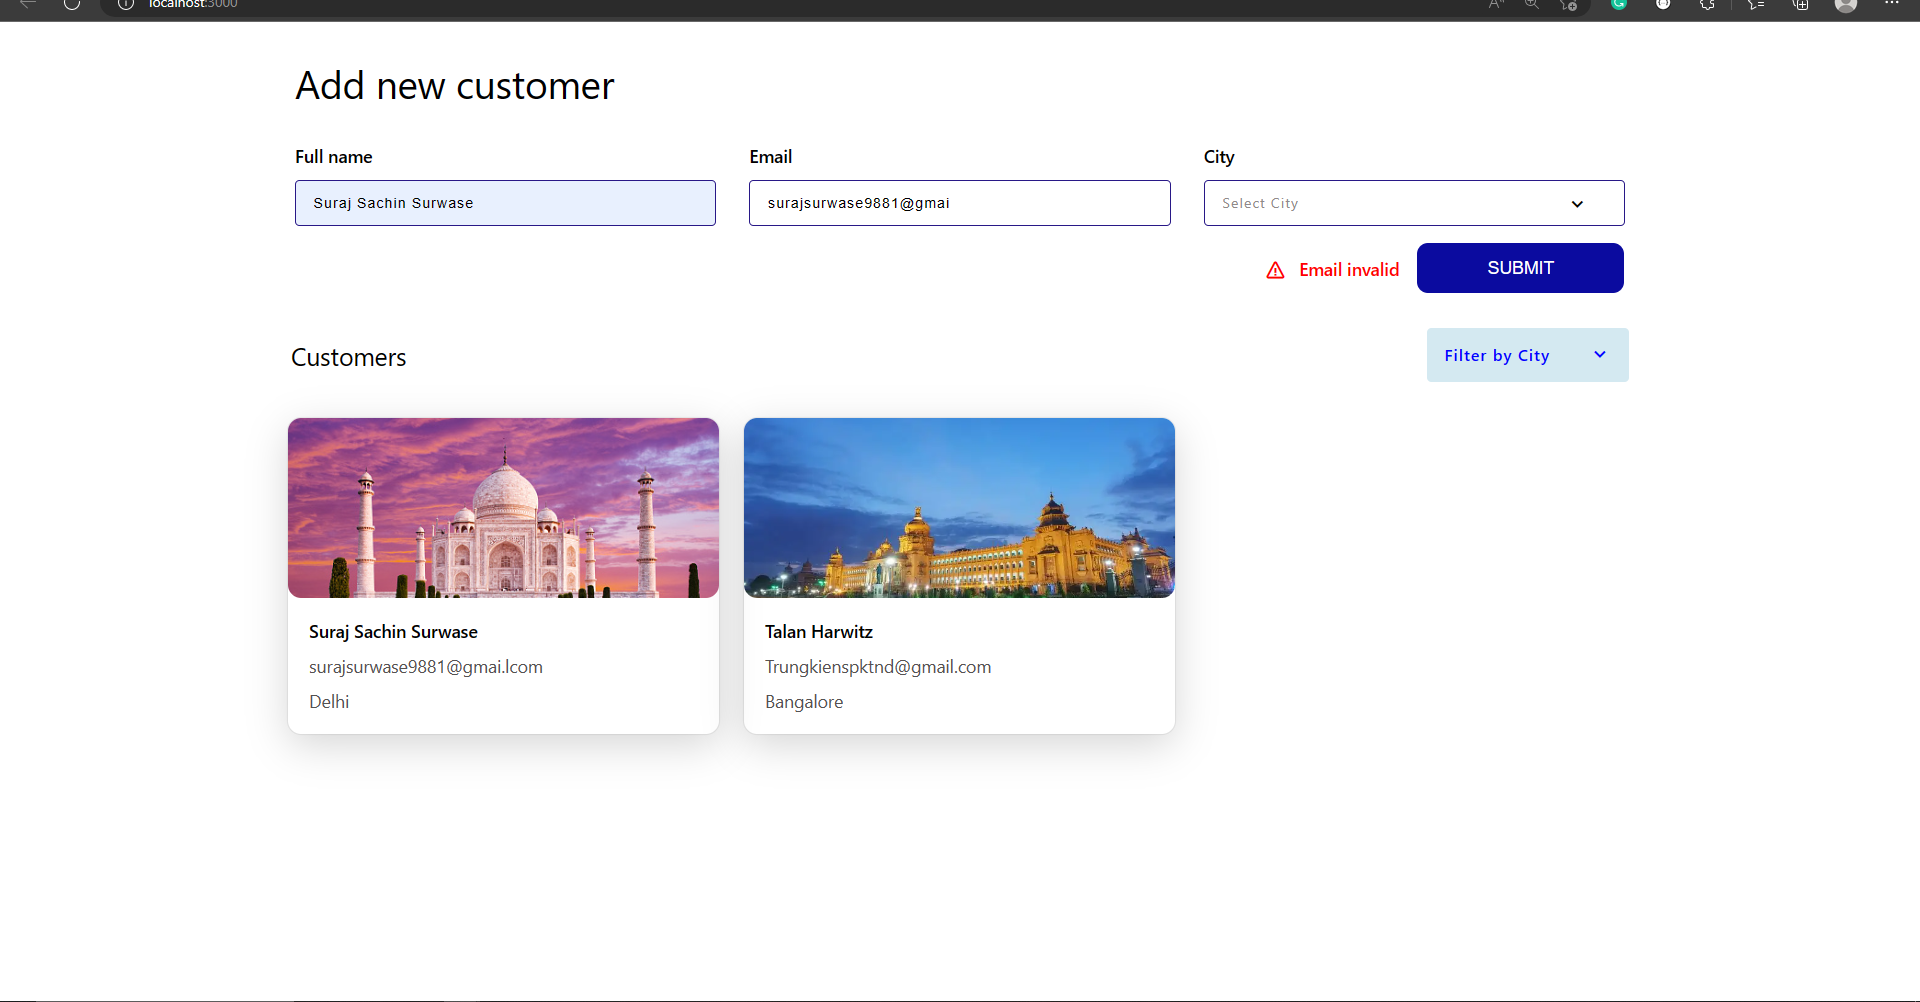 localhost:3000
Add new customer
Full name
Email
City
Suraj Sachin Surwase
surajsurwase9881@gmai
Select City
Email invalid
SUBMIT
Customers
Filter by City
Suraj Sachin Surwase
surajsurwase9881@gmai.lcom
Delhi
Talan Harwitz
Trungkienspktnd@gmail.com
Bangalore